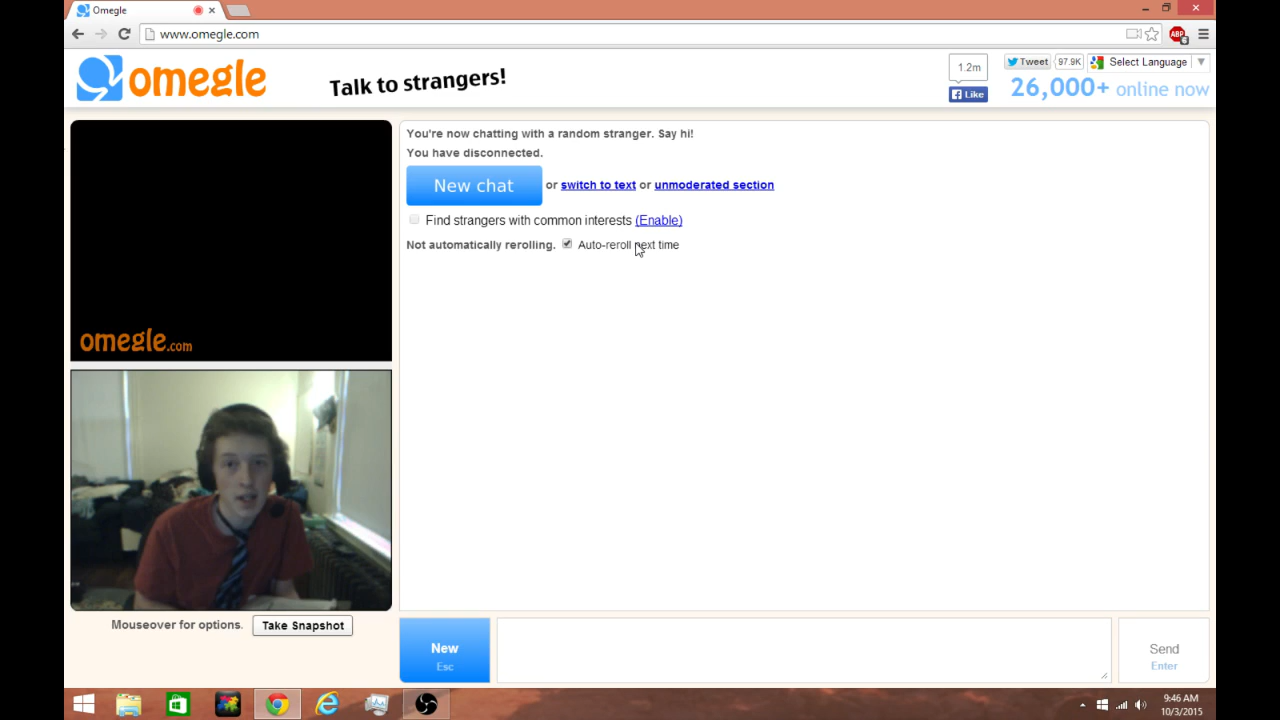 Omegle
www.omegle.com
ABP
omegle
Talk to strangers!
1.2m
Like
Tweet
97.9K
Select Language
26,000+ online now
omegle.com
You're now chatting with a random stranger. Say hi!
You have disconnected.
New chat or switch to text or unmoderated section
Find strangers with common interests (Enable)
Not automatically rerolling. Auto-reroll next time
Mouseover for options. Take Snapshot
New
Esc
Send
Enter
9:46 AM
10/3/2015